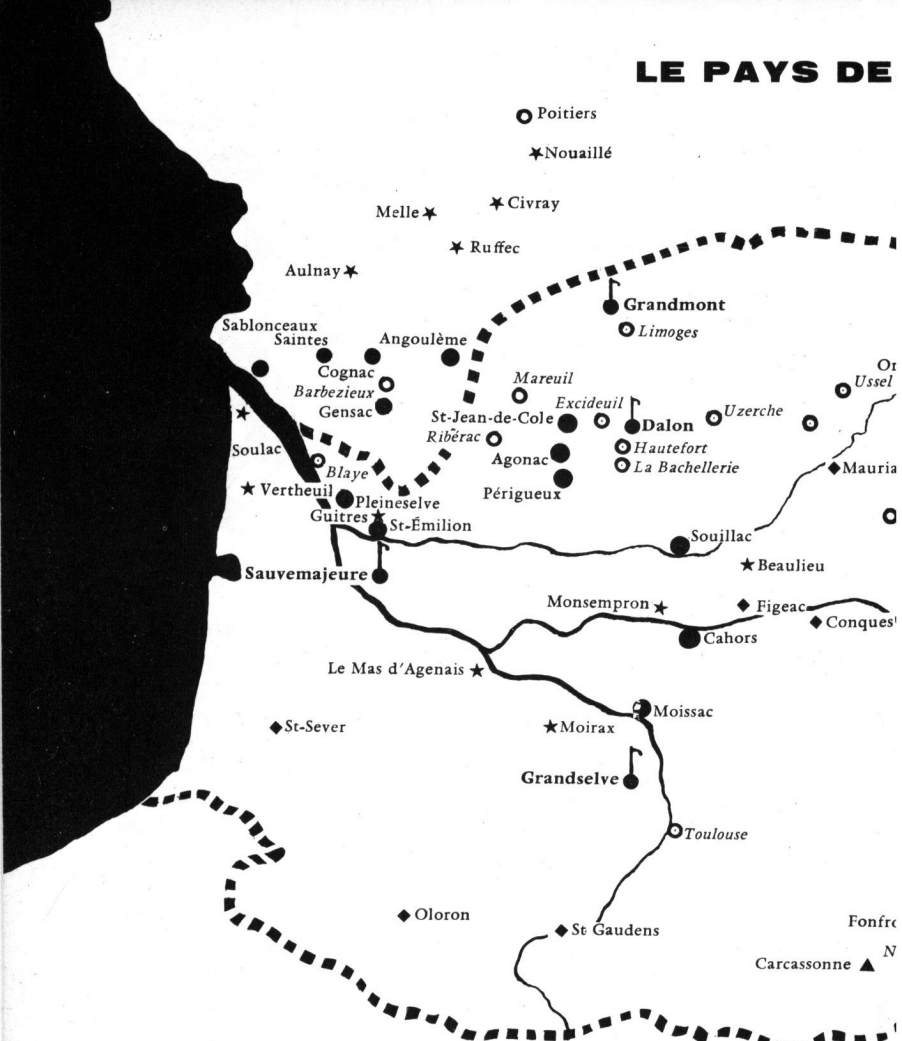 LE PAYS DE
Poitiers
Nouaillé
Civray
Melle
Ruffec
Aulnay
Grandmont
Limoges
Sablonceaux
Saintes
Angoulème
Cognac
Barbezieux
Gensac
Mareuil
Ussel
Excideuil
St-Jean-de-Cole
Uzerche
Dalon
Ribérac
Hautefort
Agonac
La Bachellerie
Soulac
Blaye
Mauria
Périgueux
Vertheuil
Pleineselve
Guitres
St-Émilion
Souillac
Beaulieu
Sauvemajeure
Monsempron
Figeac
Conques
Cahors
Le Mas d'Agenais
Moissac
St-Sever
Moirax
Grandselve
Toulouse
Oloron
Fonfr
St Gaudens
N
Carcassonne